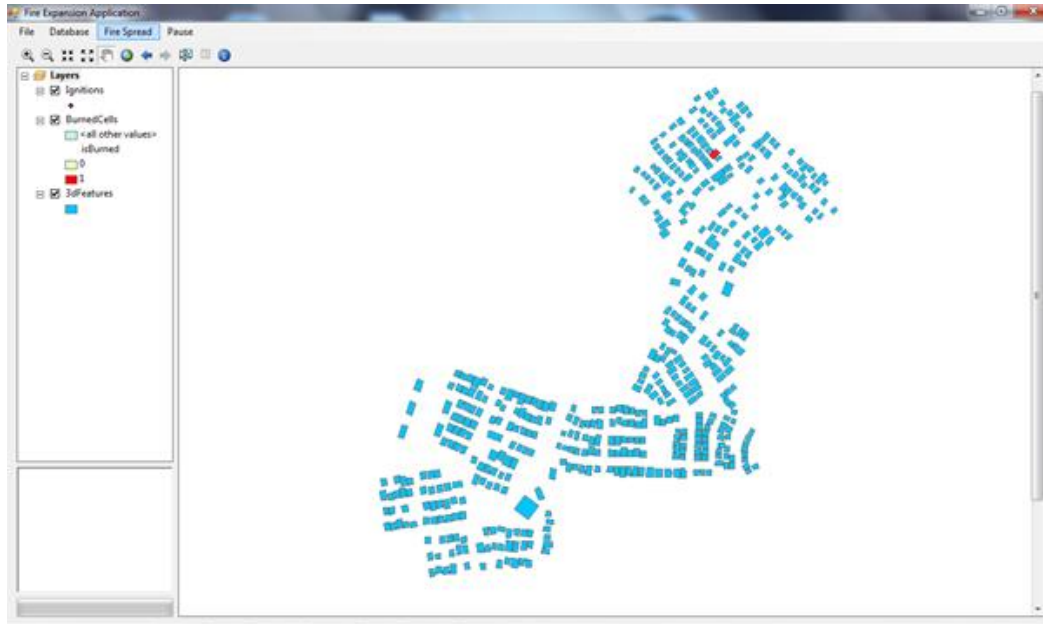 Fire Expansion Application
File Database Fire Spread Pause
Layers
Ignitions
BurnedCells
<all other values>
isBurned
0
1
3dFeatures